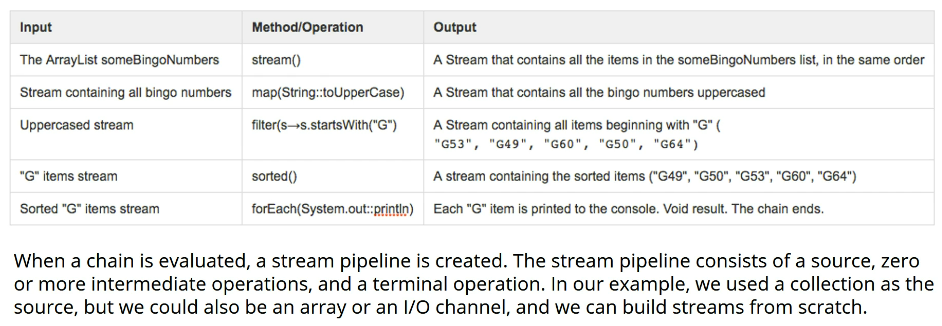 Input Method/Operation Output
The ArrayList someBingoNumbers stream() A Stream that contains all the items in the someBingoNumbers list, in the same order
Stream containing all bingo numbers map(String::toUpperCase) A Stream that contains all the bingo numbers uppercased
Uppercased stream filter(s→s.startsWith("G") A Stream containing all items beginning with "G" (
"G53", "G49", "G60", "G50", "G64")
"G" items stream sorted() A stream containing the sorted items ("G49", "G50", "G53", "G60", "G64")
Sorted "G" items stream forEach(System.out::println) Each "G" item is printed to the console. Void result. The chain ends.
When a chain is evaluated, a stream pipeline is created. The stream pipeline consists of a source, zero
or more intermediate operations, and a terminal operation. In our example, we used a collection as the
source, but we could also be an array or an I/O channel, and we can build streams from scratch.